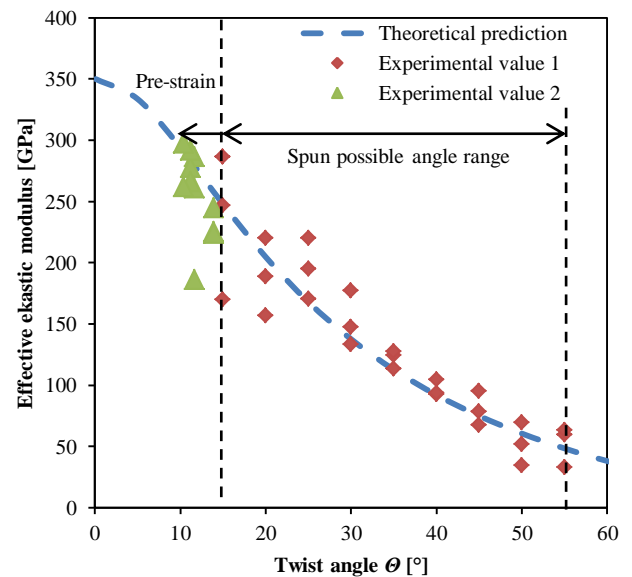 400
350
300
250
200
150
100
50
0
Effective ekastic modulus [GPa]
Theoretical prediction
Experimental value 1
Experimental value 2
Pre-strain
Spun possible angle range
0 10 20 30 40 50 60
Twist angle Θ [°]